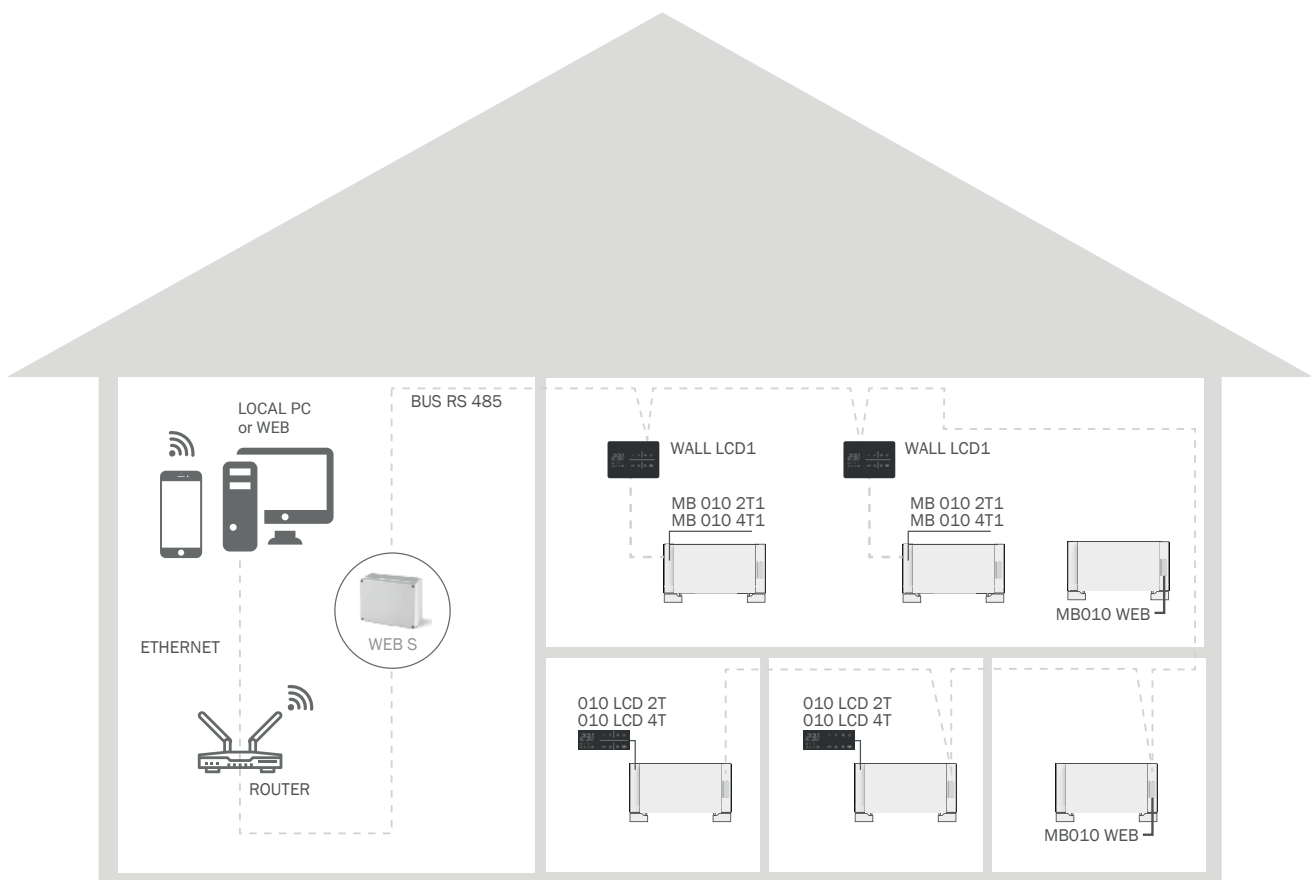 LOCAL PC
or WEB
BUS RS 485
WEB S
ETHERNET
ROUTER
WALL LCD1
WALL LCD1
MB 010 2T1
MB 010 4T1
MB 010 2T1
MB 010 4T1
MB010 WEB
010 LCD 2T
010 LCD 4T
010 LCD 2T
010 LCD 4T
MB010 WEB